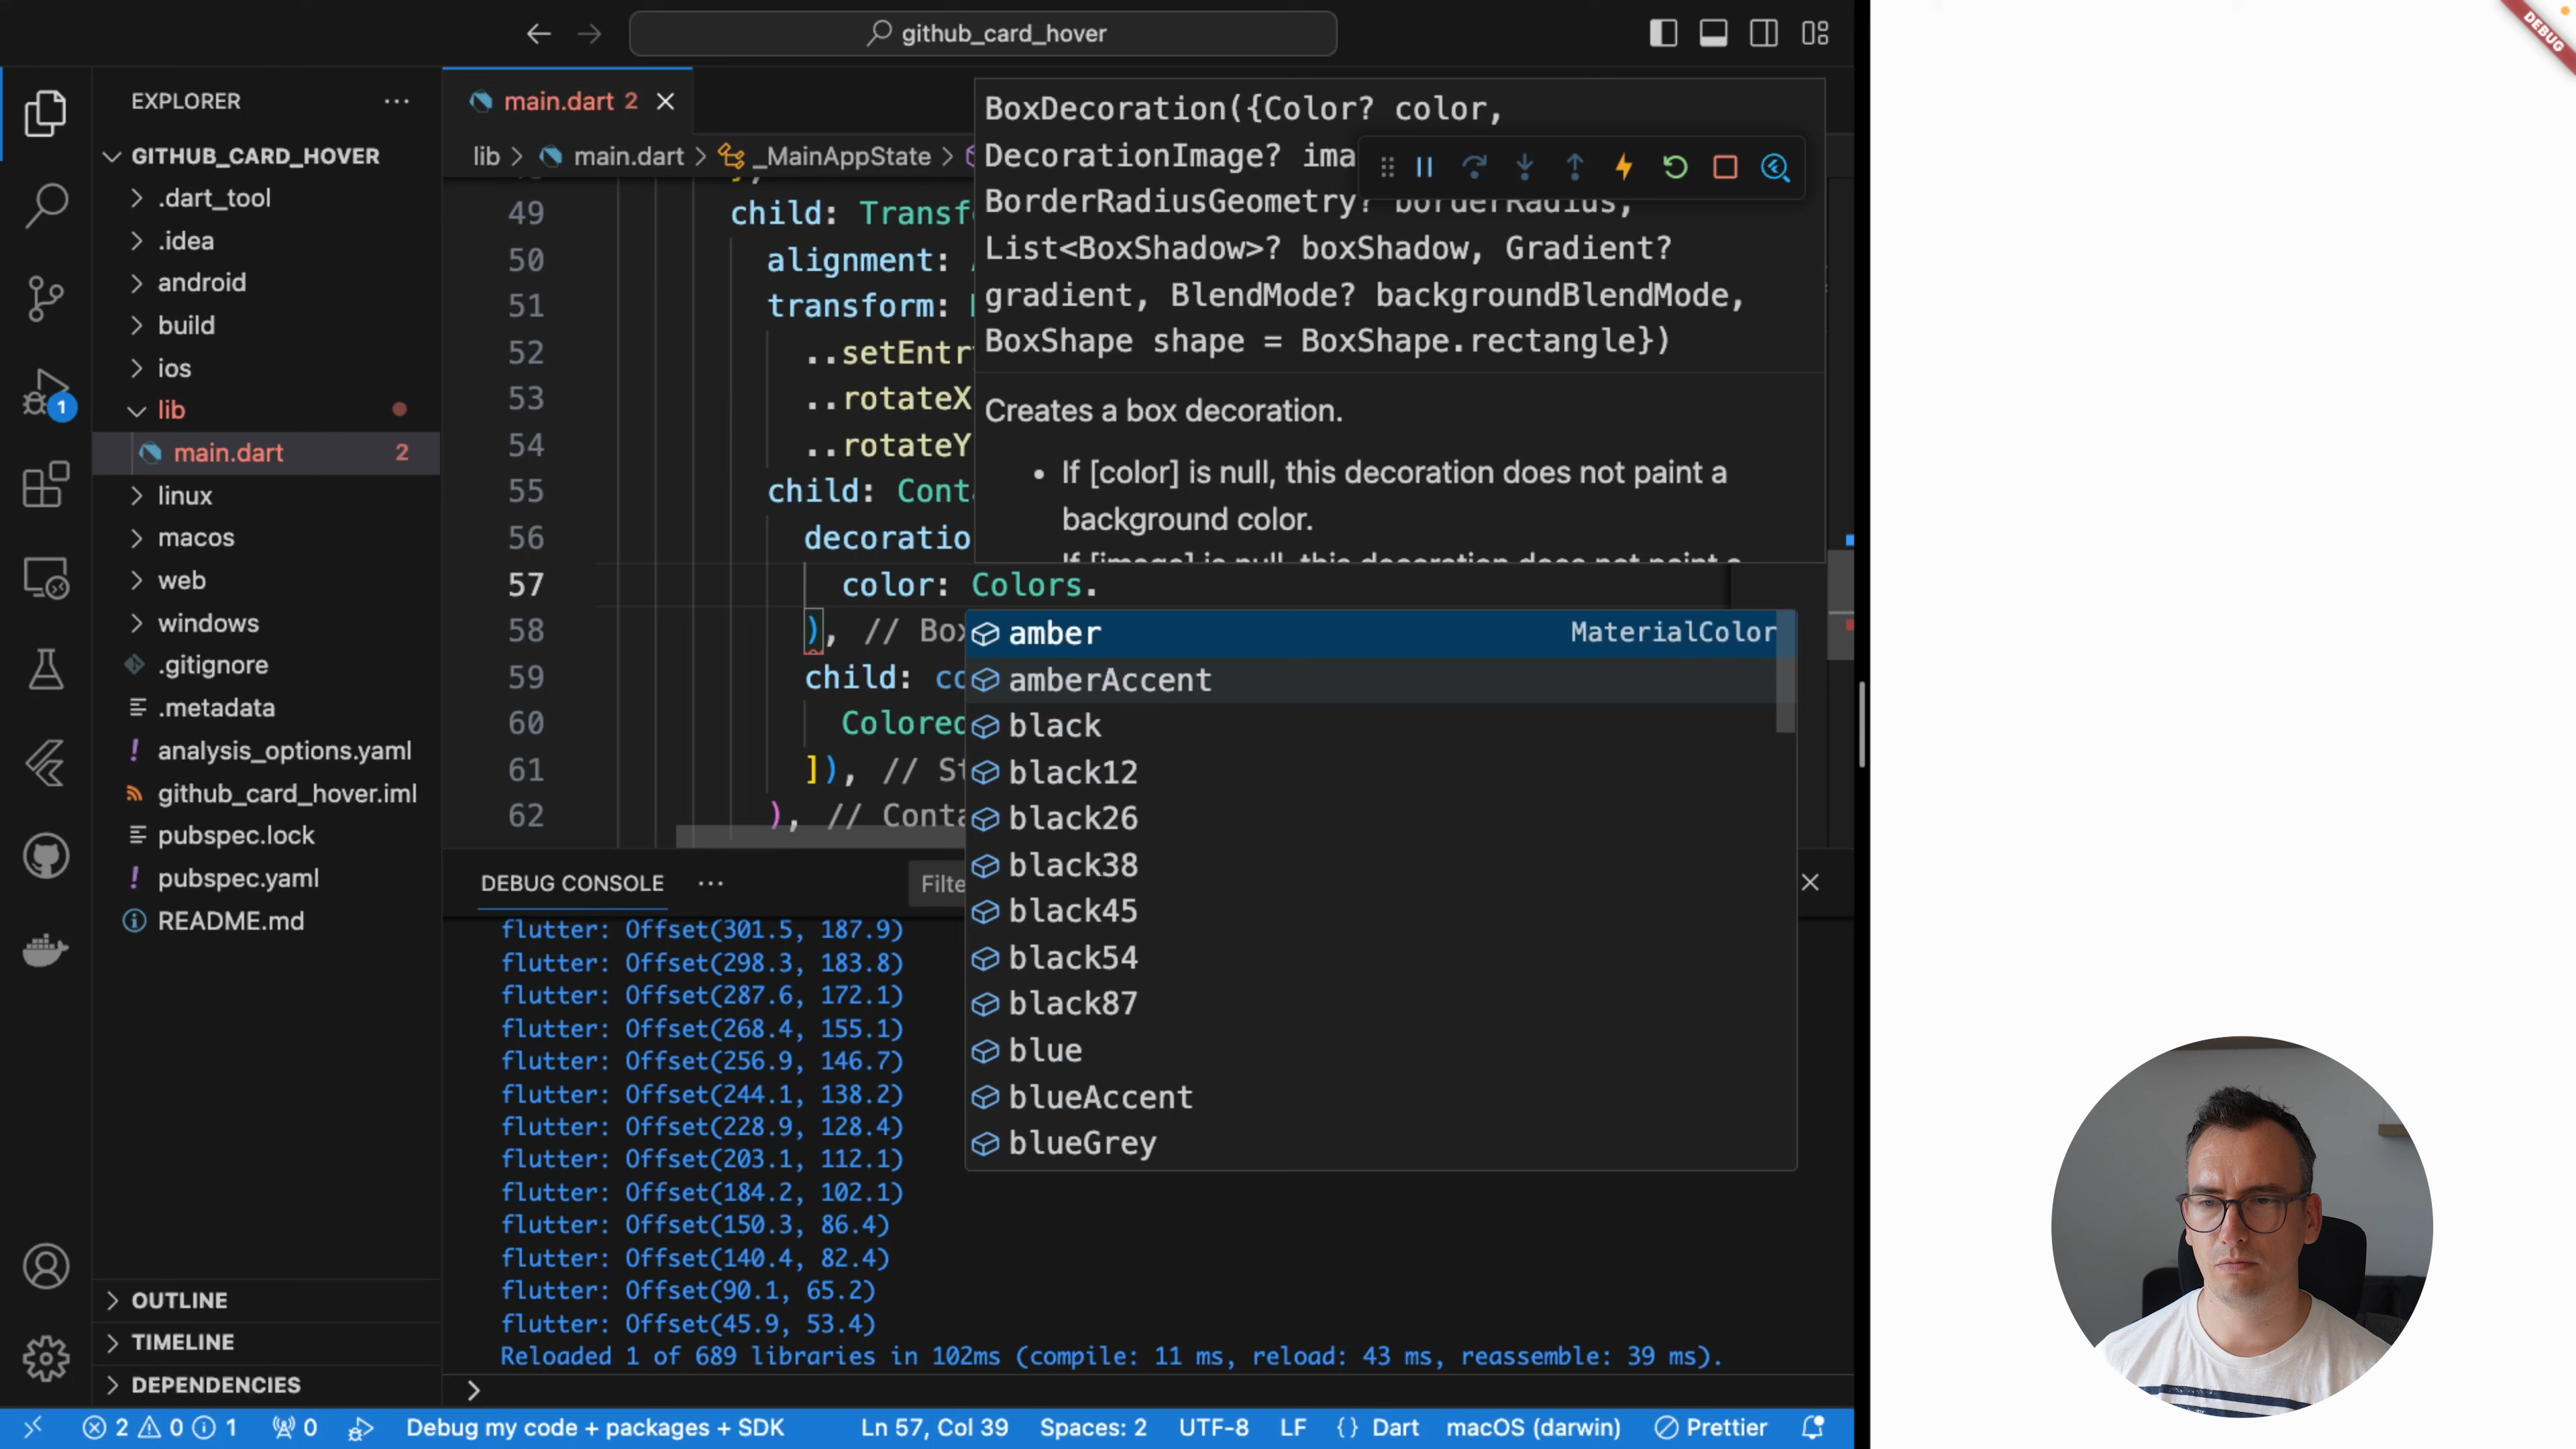 github_card_hover
DEBUG
EXPLORER
GITHUB_CARD_HOVER
.dart_tool
.idea
android
build
ios
lib
main.dart 2
linux
macos
web
windows
.gitignore
.metadata
analysis_options.yaml
github_card_hover.iml
pubspec.lock
pubspec.yaml
README.md
OUTLINE
TIMELINE
DEPENDENCIES
1
main.dart 2
lib > main.dart > _MainAppState >
BoxDecoration({Color? color,
DecorationImage?
BorderRadiusGeometry? borderRadius,
List<BoxShadow>? boxShadow, Gradient?
gradient, BlendMode? backgroundBlendMode,
BoxShape shape = BoxShape.rectangle})
Creates a box decoration.
• If [color] is null, this decoration does not paint a
background color.
If [image] is null, this decoration does not paint a
49 child: Transf
50 alignment:
51 transform:
52 ..setEntr
53 ..rotateX
54 ..rotateY
55 child: Conta
56 decoratio
57 color: Colors.
58 ), // Box
59 child: co
60 Colored
61 ]), // St
62 ), // Conta
amber MaterialColor
amberAccent
black
black12
black26
black38
black45
black54
black87
blue
blueAccent
blueGrey
DEBUG CONSOLE
Filte
flutter: Offset(301.5, 187.9)
flutter: Offset(298.3, 183.8)
flutter: Offset(287.6, 172.1)
flutter: Offset(268.4, 155.1)
flutter: Offset(256.9, 146.7)
flutter: Offset(244.1, 138.2)
flutter: Offset(228.9, 128.4)
flutter: Offset(203.1, 112.1)
flutter: Offset(184.2, 102.1)
flutter: Offset(150.3, 86.4)
flutter: Offset(140.4, 82.4)
flutter: Offset(90.1, 65.2)
flutter: Offset(45.9, 53.4)
Reloaded 1 of 689 libraries in 102ms (compile: 11 ms, reload: 43 ms, reassemble: 39 ms).
2 0 1 0 Debug my code + packages + SDK Ln 57, Col 39 Spaces: 2 UTF-8 LF {} Dart macOS (darwin) Prettier